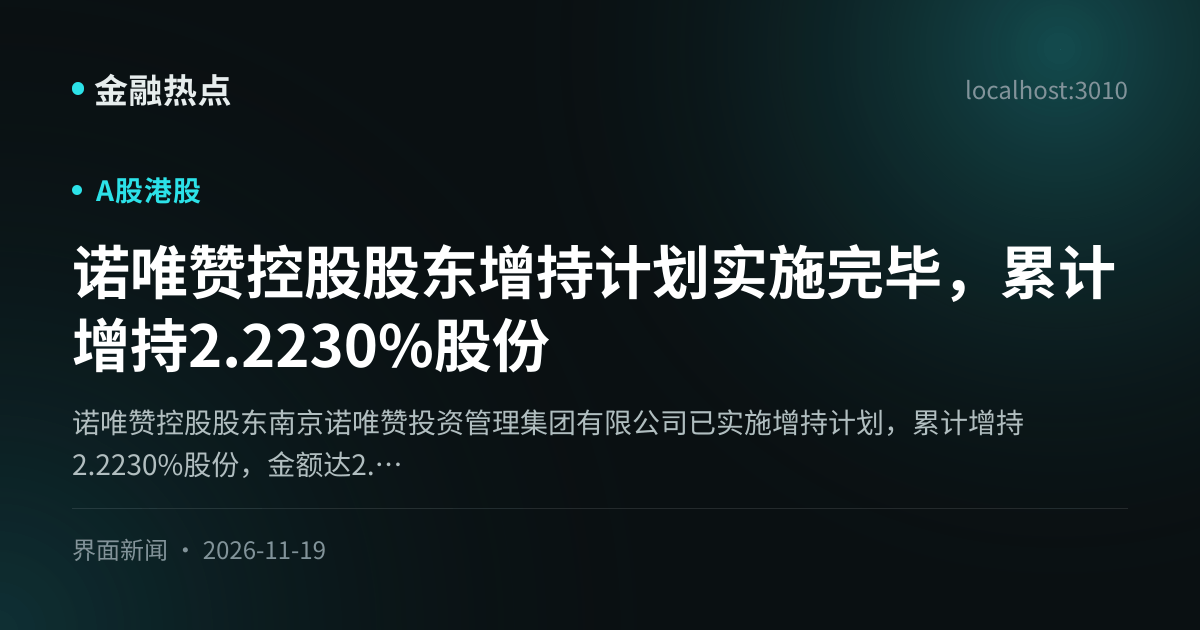 金融热点
localhost:3010
A股港股
诺唯赞控股股东增持计划实施完毕，累计
增持2.2230%股份
诺唯赞控股股东南京诺唯赞投资管理集团有限公司已实施增持计划，累计增持
2.2230%股份，金额达2.…
界面新闻 • 2026-11-19